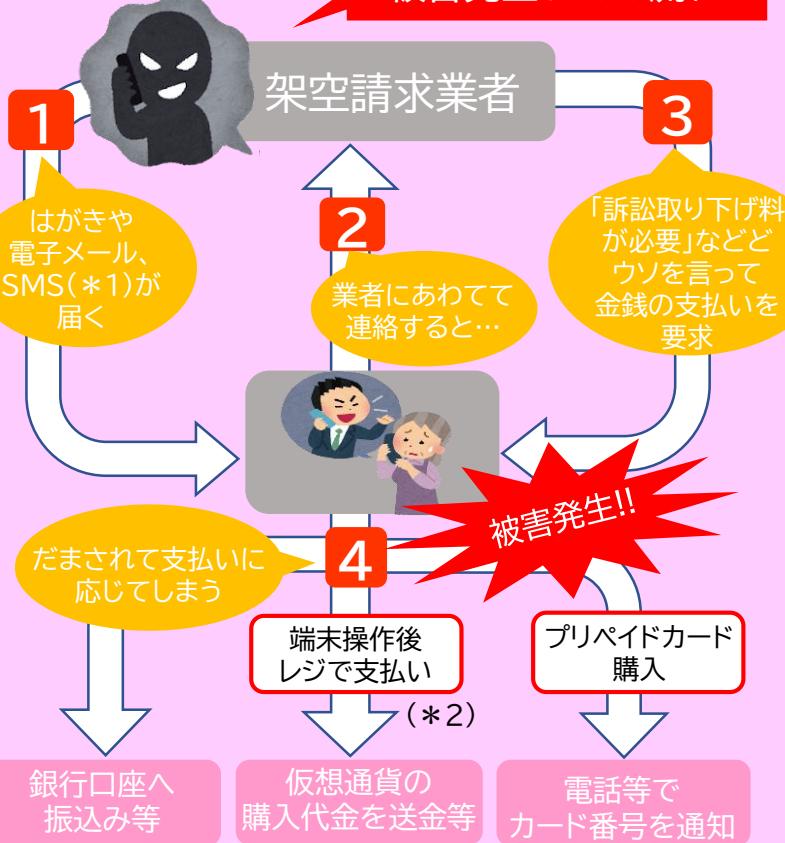 架空請求業者
1
はがきや
電子メール、
SMS(＊1)が
届く
2
業者にあわてて
連絡すると…
3
「訴訟取り下げ料
が必要」などど
ウソを言って
金銭の支払いを
要求
被害発生!!
4
だまされて支払いに
応じてしまう
端末操作後
レジで支払い
(＊2)
プリペイドカード
購入
銀行口座へ
振込み等
仮想通貨の
購入代金を送金等
電話等で
カード番号を通知